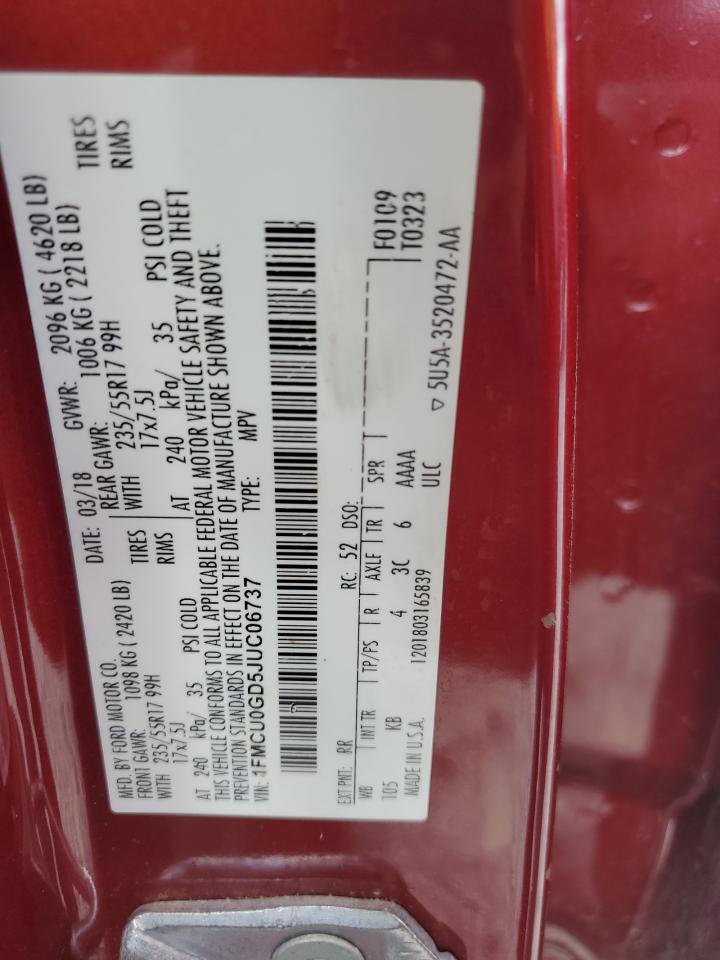 MFD. BY FORD MOTOR CO.
DATE: 03/18 GVWR: 2096 KG ( 4620 LB)
FRONT GAWR: 1098 KG ( 2420 LB) REAR GAWR: 1006 KG ( 2218 LB)
WITH 235/55R17 99H TIRES WITH 235/55R17 99H TIRES
17x7.5J RIMS 17x7.5J RIMS
AT 240 kPa/ 35 PSI COLD AT 240 kPa/ 35 PSI COLD
THIS VEHICLE CONFORMS TO ALL APPLICABLE FEDERAL MOTOR VEHICLE SAFETY AND THEFT
PREVENTION STANDARDS IN EFFECT ON THE DATE OF MANUFACTURE SHOWN ABOVE.
VIN: 1FMCU0GD5JUC06737 TYPE: MPV
EXT PNT: RR RC: 52 DSO: F0109
WB INT TR TP/PS R AXLE TR SPR T0323
105 KB 4 3C 6 AAAA
MADE IN U.S.A. 1201803165839 ULC ▽ 5U5A-3520472-AA